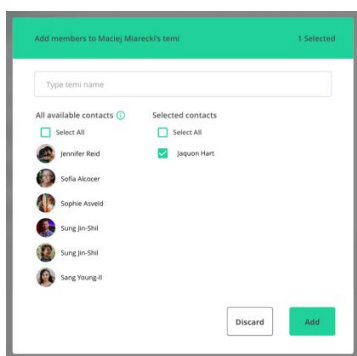 Add members to Maciej Miarecki's temi 1 Selected
Type temi name
All available contacts Selected contacts
Select All Select All
Jennifer Reid Jaquon Hart
Sofia Alcocer
Sophie Asveld
Sung Jin-Shil
Sung Jin-Shil
Sang Young-Il
Discard Add